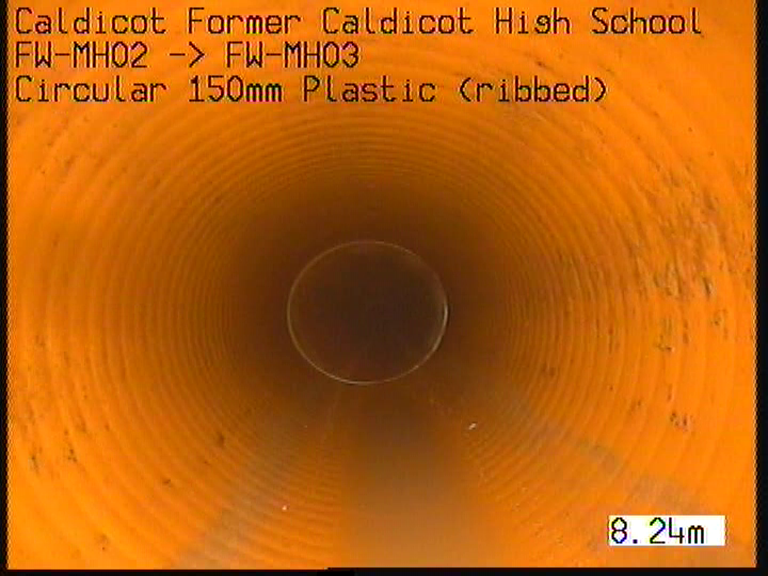 Caldicot Former Caldicot High School
FW-MH02 -> FW-MH03
Circular 150mm Plastic (ribbed)
8.24m